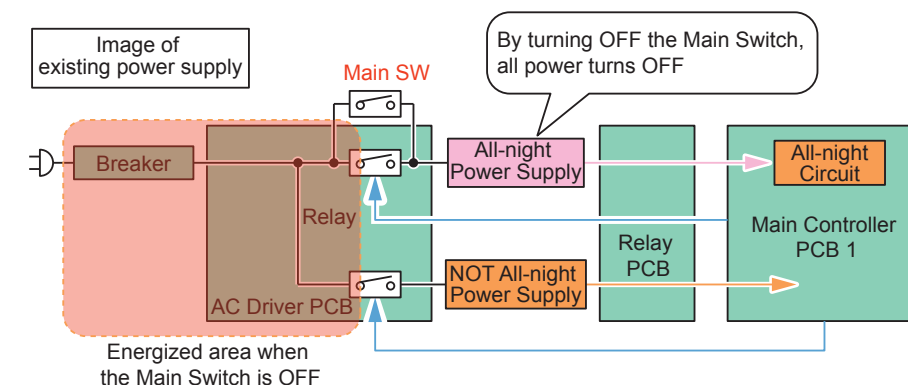 Image of
existing power supply
By turning OFF the Main Switch,
all power turns OFF
Main SW
Breaker
All-night
Power Supply
All-night
Circuit
Relay
Relay
PCB
Main Controller
PCB 1
NOT All-night
Power Supply
AC Driver PCB
Energized area when
the Main Switch is OFF